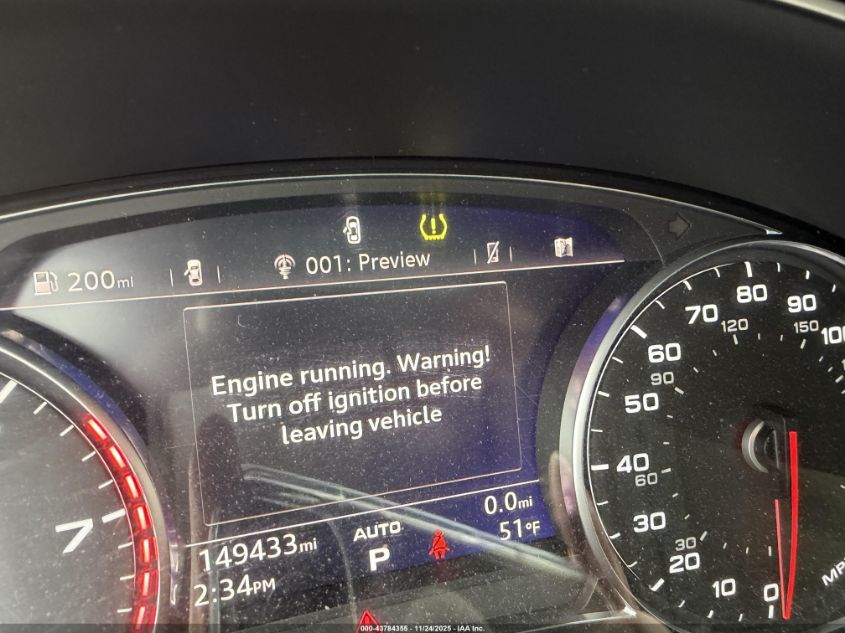 200mi
001: Preview
Engine running. Warning!
Turn off ignition before
leaving vehicle
149433mi
2:34PM
AUTO
P
0.0mi
51°F
7
0
10
20
30
40
50
60
70
80
90
100
30
60
90
120
150
000-43784355 - 11/24/2025 - IAA Inc.